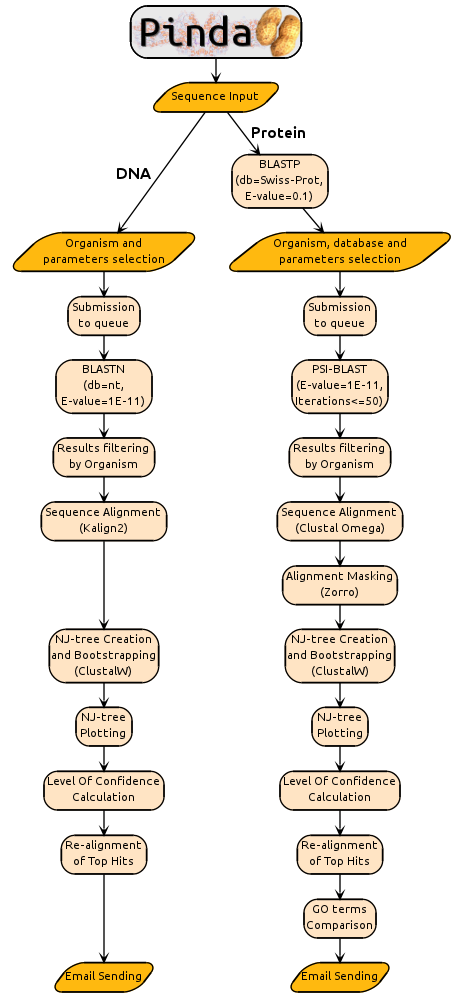 Pinda
Sequence Input
Protein
DNA
BLASTP
(db=Swiss-Prot,
E-value=0.1)
Organism and
parameters selection
Organism, database and
parameters selection
Submission
to queue
Submission
to queue
BLASTN
(db=nt,
E-value=1E-11)
PSI-BLAST
(E-value=1E-11,
Iterations<=50)
Results filtering
by Organism
Results filtering
by Organism
Sequence Alignment
(Kalign2)
Sequence Alignment
(Clustal Omega)
Alignment Masking
(Zorro)
NJ-tree Creation
and Bootstrapping
(ClustalW)
NJ-tree Creation
and Bootstrapping
(ClustalW)
NJ-tree
Plotting
NJ-tree
Plotting
Level Of Confidence
Calculation
Level Of Confidence
Calculation
Re-alignment
of Top Hits
Re-alignment
of Top Hits
GO terms
Comparison
Email Sending
Email Sending